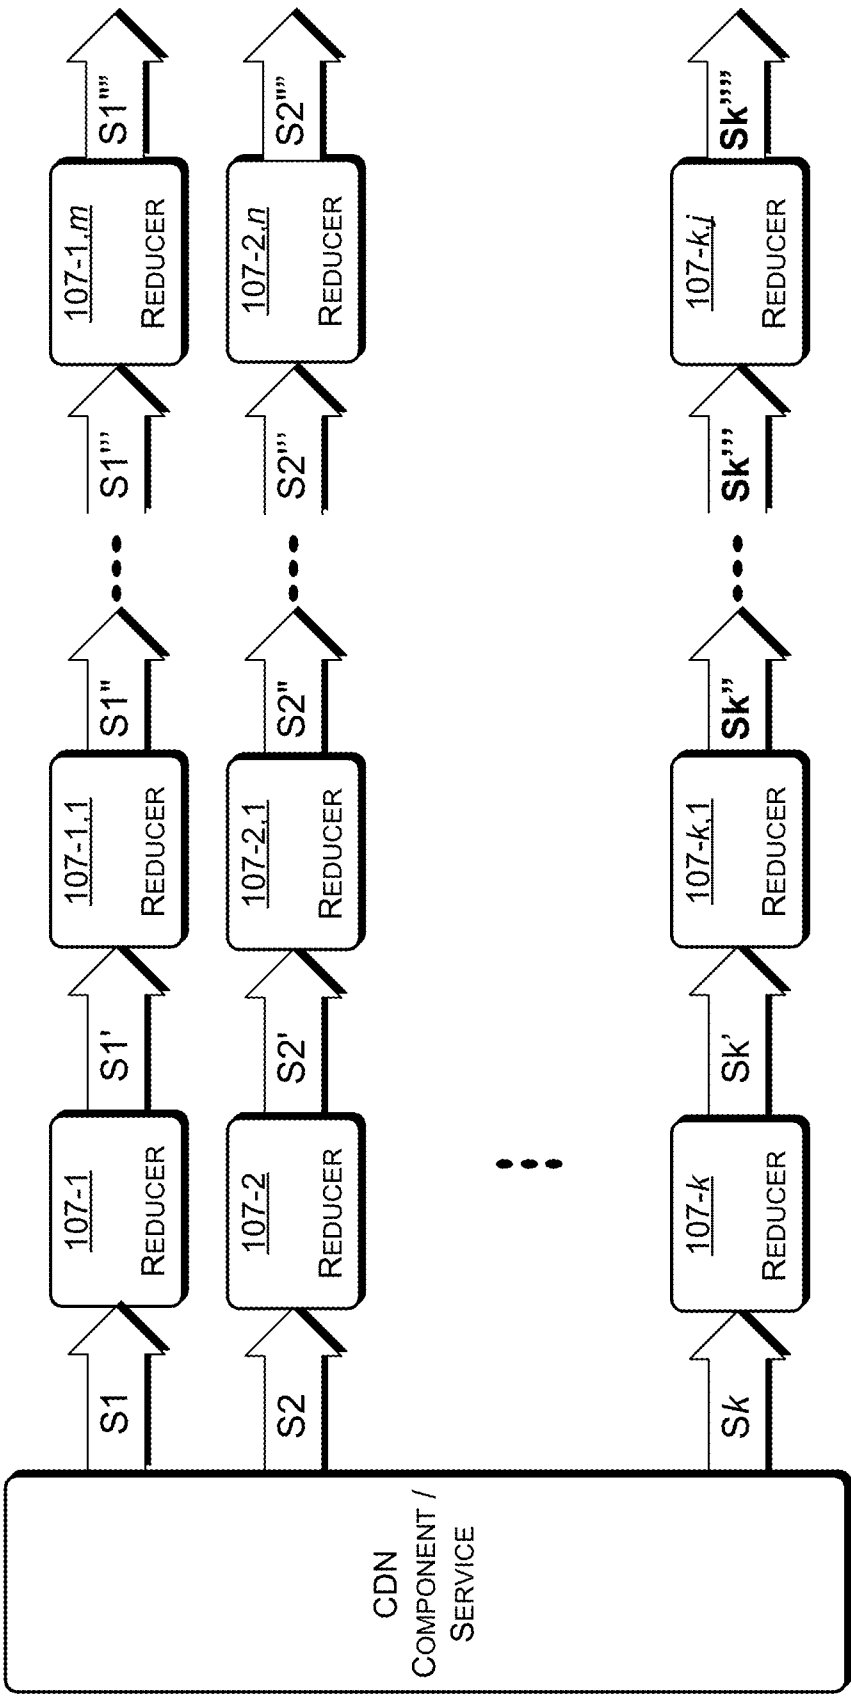 CDN
COMPONENT /
SERVICE
S1
107-1
REDUCER
S1'
107-1,1
REDUCER
S1"
S1'''
107-1,m
REDUCER
S1''''
S2
107-2
REDUCER
S2'
107-2,1
REDUCER
S2"
S2'''
107-2,n
REDUCER
S2''''
Sk
107-k
REDUCER
Sk'
107-k,1
REDUCER
Sk''
Sk'''
107-k,j
REDUCER
Sk''''